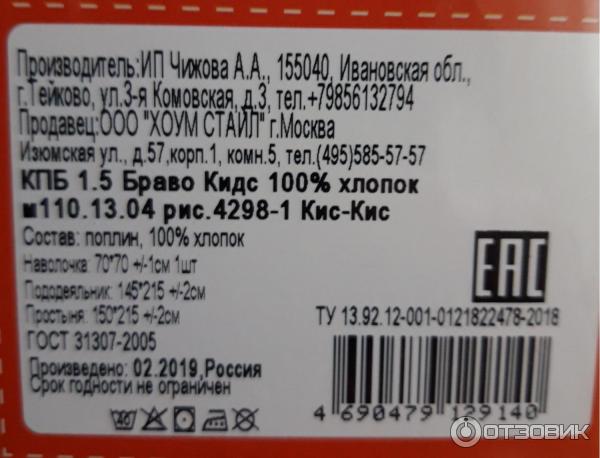 Производитель:ИП Чижова А.А., 155040, Ивановская обл.,
г.Тейково, ул.3-я Комовская, д.3, тел.+79856132794
Продавец:ООО "ХОУМ СТАЙЛ" г.Москва
Изюмская ул., д.57,корп.1, комн.5, тел.(495)585-57-57
КПБ 1.5 Браво Кидс 100% хлопок
м110.13.04 рис.4298-1 Кис-Кис
Состав: поплин, 100% хлопок
Наволочка: 70*70 +/-1см 1шт
Пододеяльник: 145*215 +/-2см
Простыня: 150*215 +/-2см
ГОСТ 31307-2005
Произведено: 02.2019,Россия
Срок годности не ограничен
40
EAC
ТУ 13.92.12-001-0121822478-2018
4 690479 129140
ОТЗОВИК